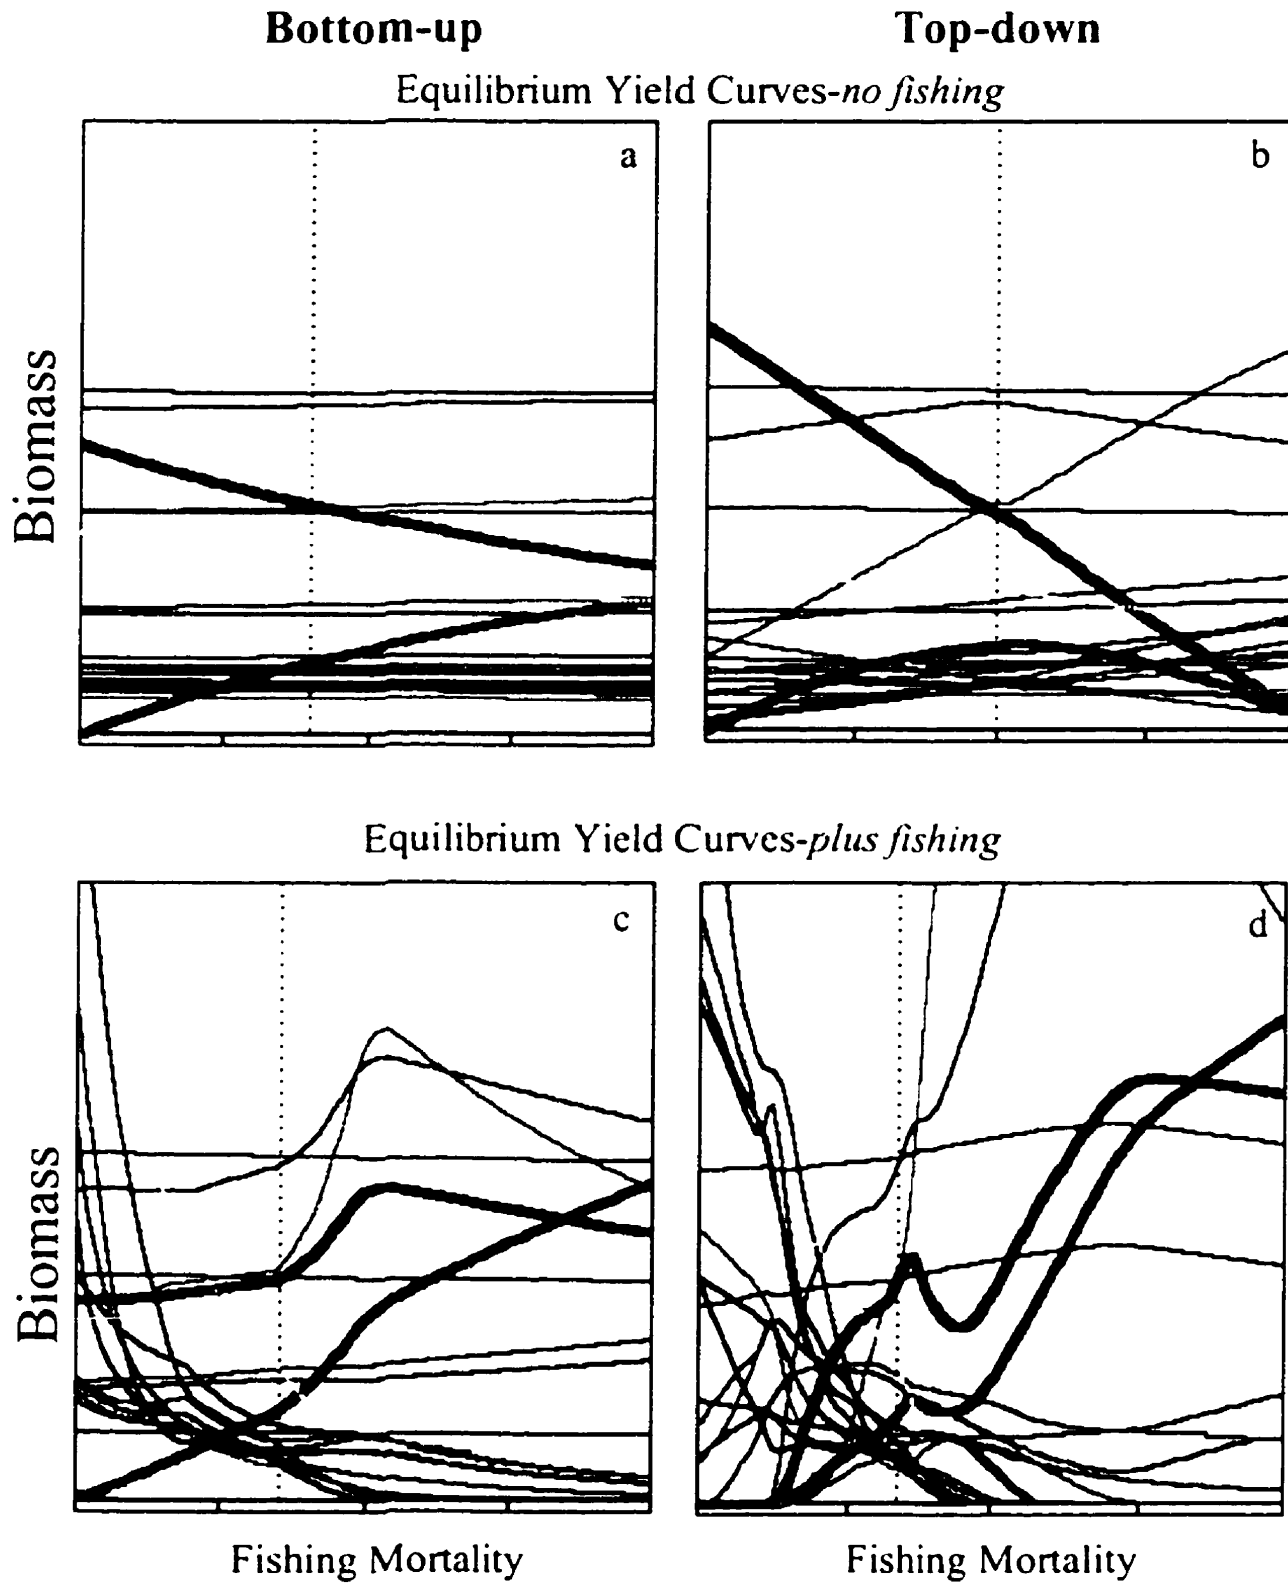 Bottom-up Top-down
Equilibrium Yield Curves-no fishing
a b
Biomass
Equilibrium Yield Curves-plus fishing
c d
Biomass
Fishing Mortality Fishing Mortality